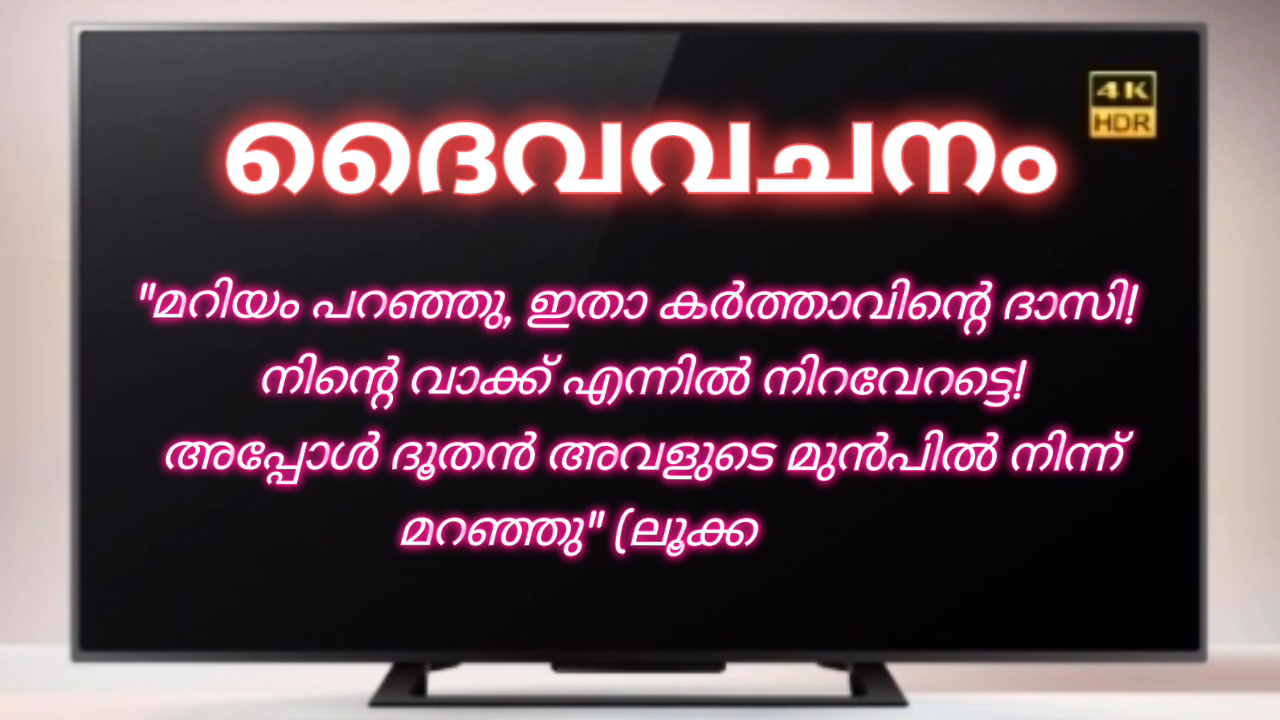 4K
HDR
ദൈവവചനം
"മറിയം പറഞ്ഞു, ഇതാ കർത്താവിന്റെ ദാസി!
നിന്റെ വാക്ക് എന്നിൽ നിറവേറട്ടെ!
അപ്പോൾ ദൂതൻ അവളുടെ മുൻപിൽ നിന്ന്
മറഞ്ഞു" (ലൂക്ക